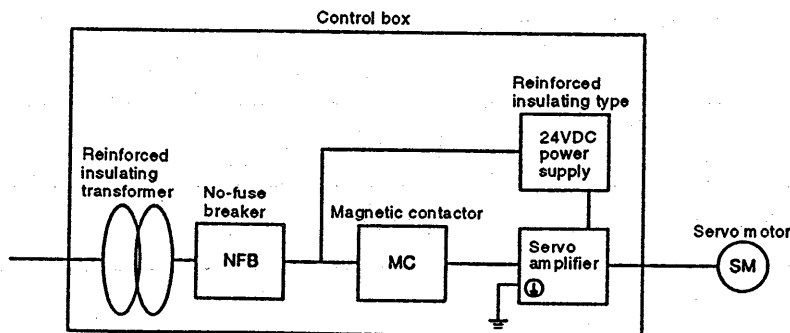 Control box
Reinforced
insulating type
24VDC
power
supply
Reinforced
insulating
transformer
No-fuse
breaker
NFB
Magnetic contactor
MC
Servo
amplifier
Servo motor
SM